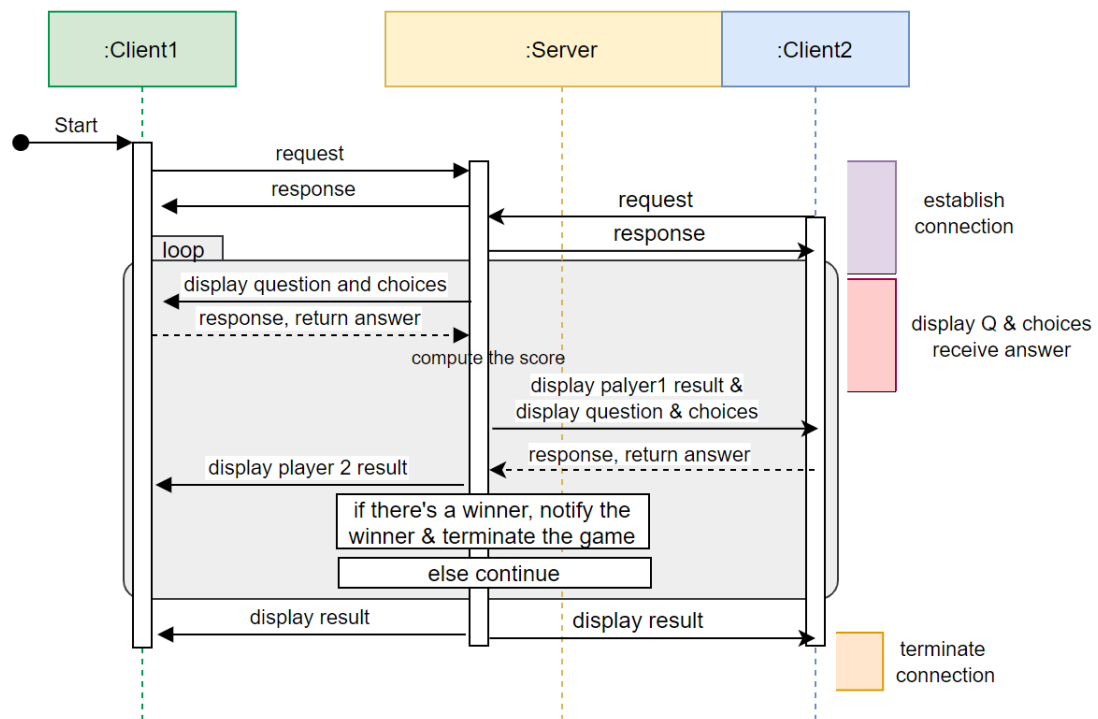 :Client1
:Server
:Client2
Start
request
response
request
response
establish
connection
loop
display question and choices
response, return answer
display Q & choices
receive answer
compute the score
display palyer1 result &
display question & choices
response, return answer
display player 2 result
if there's a winner, notify the
winner & terminate the game
else continue
display result
display result
terminate
connection